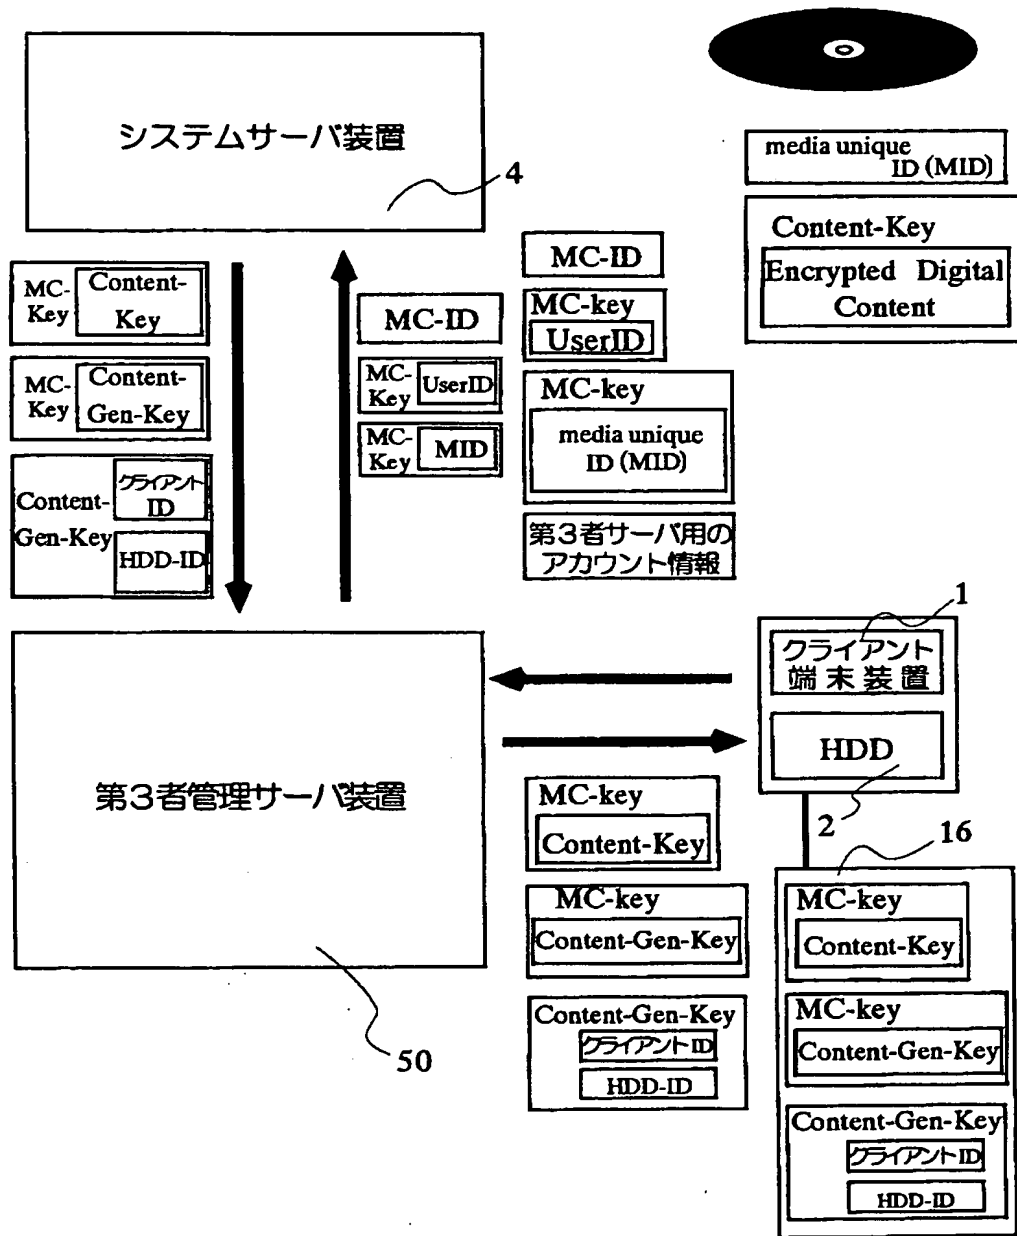 システムサーバ装置
4
media unique
ID (MID)
Content-Key
Encrypted Digital
Content
MC-
Key
Content-
Key
MC-
Key
Content-
Gen-Key
Content-
Gen-Key
クライアント
ID
HDD-ID
MC-ID
MC-
Key
UserID
MC-
Key
MID
MC-ID
MC-key
UserID
MC-key
media unique
ID (MID)
第3者サーバ用の
アカウント情報
1
クライアント
端末装置
HDD
2
第3者管理サーバ装置
50
MC-key
Content-Key
MC-key
Content-Gen-Key
Content-Gen-Key
クライアントID
HDD-ID
16
MC-key
Content-Key
MC-key
Content-Gen-Key
Content-Gen-Key
クライアントID
HDD-ID